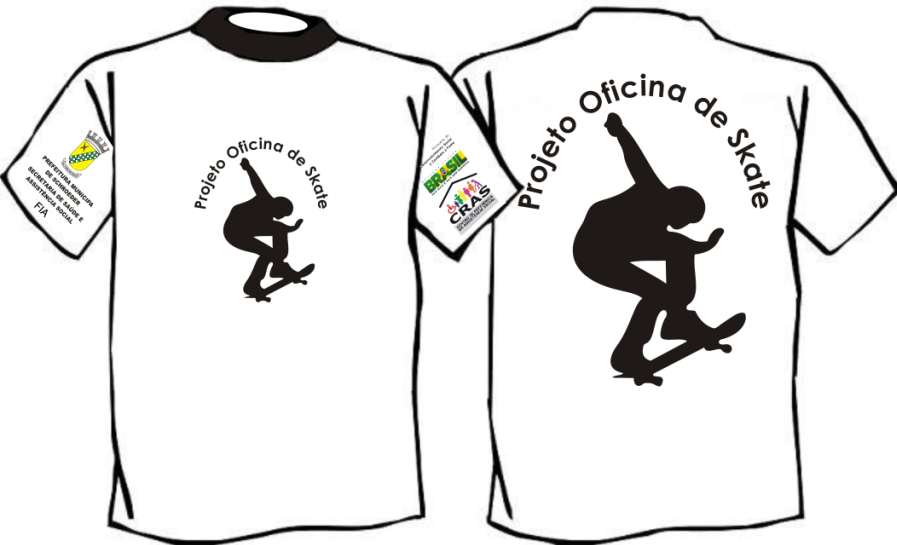 Projeto Oficina de Skate
PREFEITURA MUNICIPA
DE SCHROEDER
SECRETARIA DE SAÚDE E
ASSISTÊNCIA SOCIAL
FIA
BRASIL
CRAS
Projeto Oficina de Skate